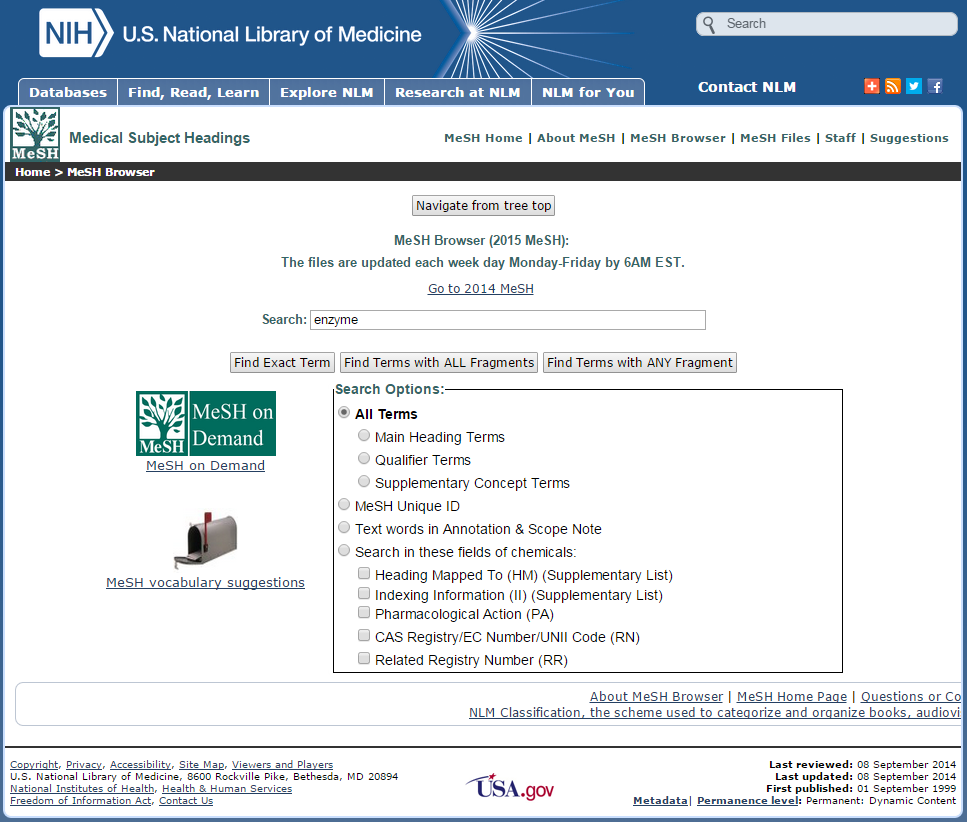 NIH U.S. National Library of Medicine
Search
Databases Find, Read, Learn Explore NLM Research at NLM NLM for You
Contact NLM
MeSH
Medical Subject Headings
MeSH Home | About MeSH | MeSH Browser | MeSH Files | Staff | Suggestions
Home > MeSH Browser
Navigate from tree top
MeSH Browser (2015 MeSH):
The files are updated each week day Monday-Friday by 6AM EST.
Go to 2014 MeSH
Search: enzyme
Find Exact Term Find Terms with ALL Fragments Find Terms with ANY Fragment
MeSH
MeSH on
Demand
MeSH on Demand
MeSH vocabulary suggestions
Search Options:
All Terms
Main Heading Terms
Qualifier Terms
Supplementary Concept Terms
MeSH Unique ID
Text words in Annotation & Scope Note
Search in these fields of chemicals:
Heading Mapped To (HM) (Supplementary List)
Indexing Information (II) (Supplementary List)
Pharmacological Action (PA)
CAS Registry/EC Number/UNII Code (RN)
Related Registry Number (RR)
About MeSH Browser | MeSH Home Page | Questions or Co
NLM Classification, the scheme used to categorize and organize books, audiovi
Copyright, Privacy, Accessibility, Site Map, Viewers and Players
U.S. National Library of Medicine, 8600 Rockville Pike, Bethesda, MD 20894
National Institutes of Health, Health & Human Services
Freedom of Information Act, Contact Us
USA.gov
Last reviewed: 08 September 2014
Last updated: 08 September 2014
First published: 01 September 1999
Metadata| Permanence level: Permanent: Dynamic Content